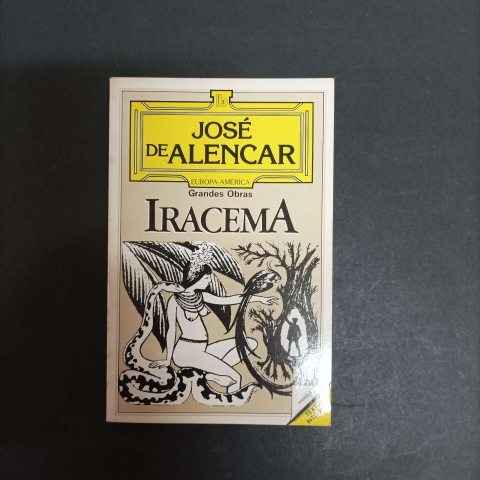 JOSÉ
DE ALENCAR
EUROPA-AMÉRICA
Grandes Obras
IRACEMA